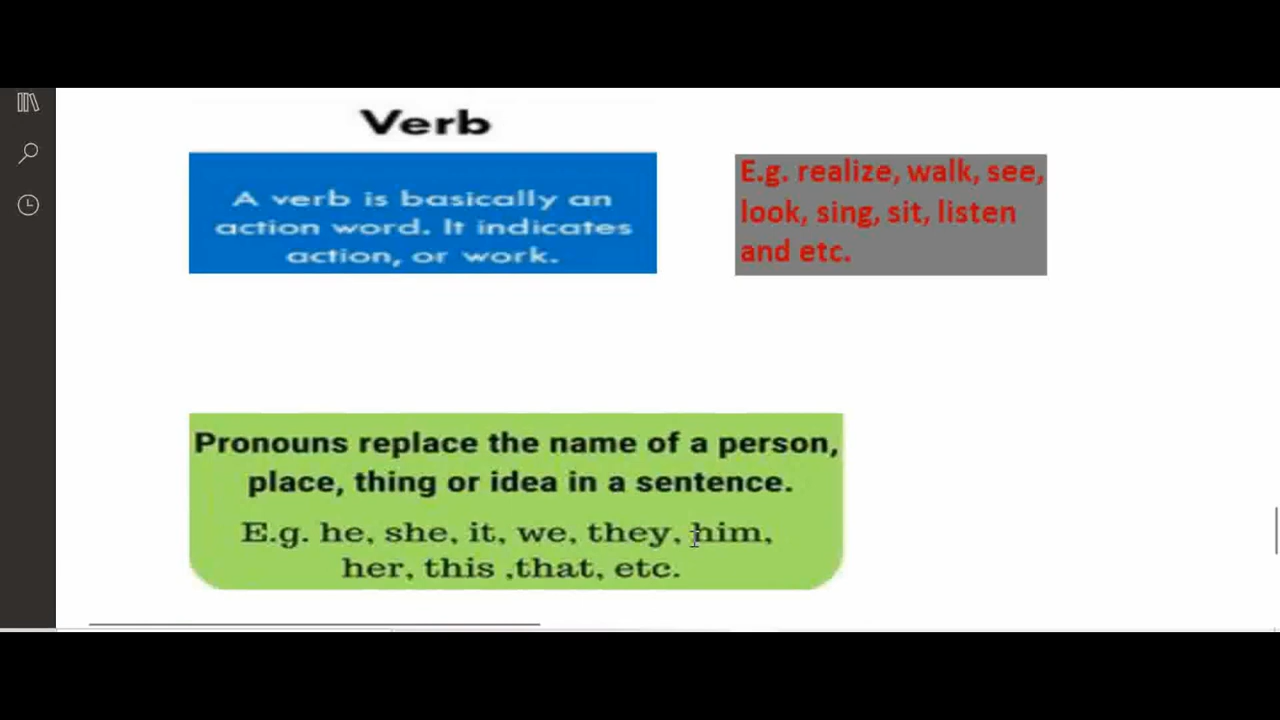 Verb
A verb is basically an
action word. It indicates
action, or work.
E.g. realize, walk, see,
look, sing, sit, listen
and etc.
Pronouns replace the name of a person,
place, thing or idea in a sentence.
E.g. he, she, it, we, they, him,
her, this ,that, etc.